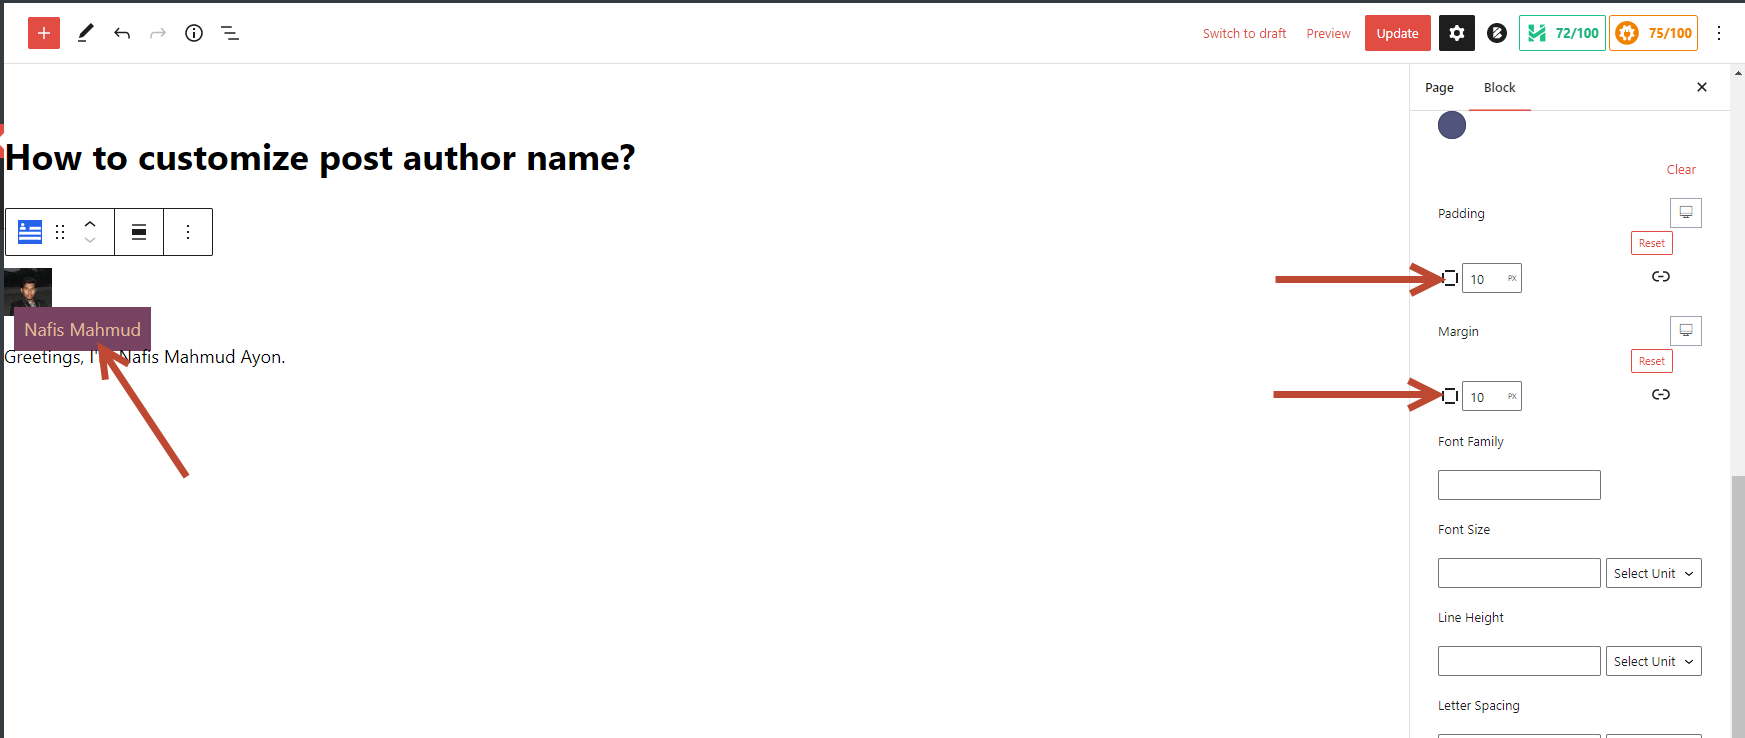 Switch to draft
Preview
Update
72/100
75/100
Page
Block
How to customize post author name?
Clear
Padding
Reset
10 PX
Nafis Mahmud
Greetings, I' Nafis Mahmud Ayon.
Margin
Reset
10 PX
Font Family
Font Size
Select Unit
Line Height
Select Unit
Letter Spacing